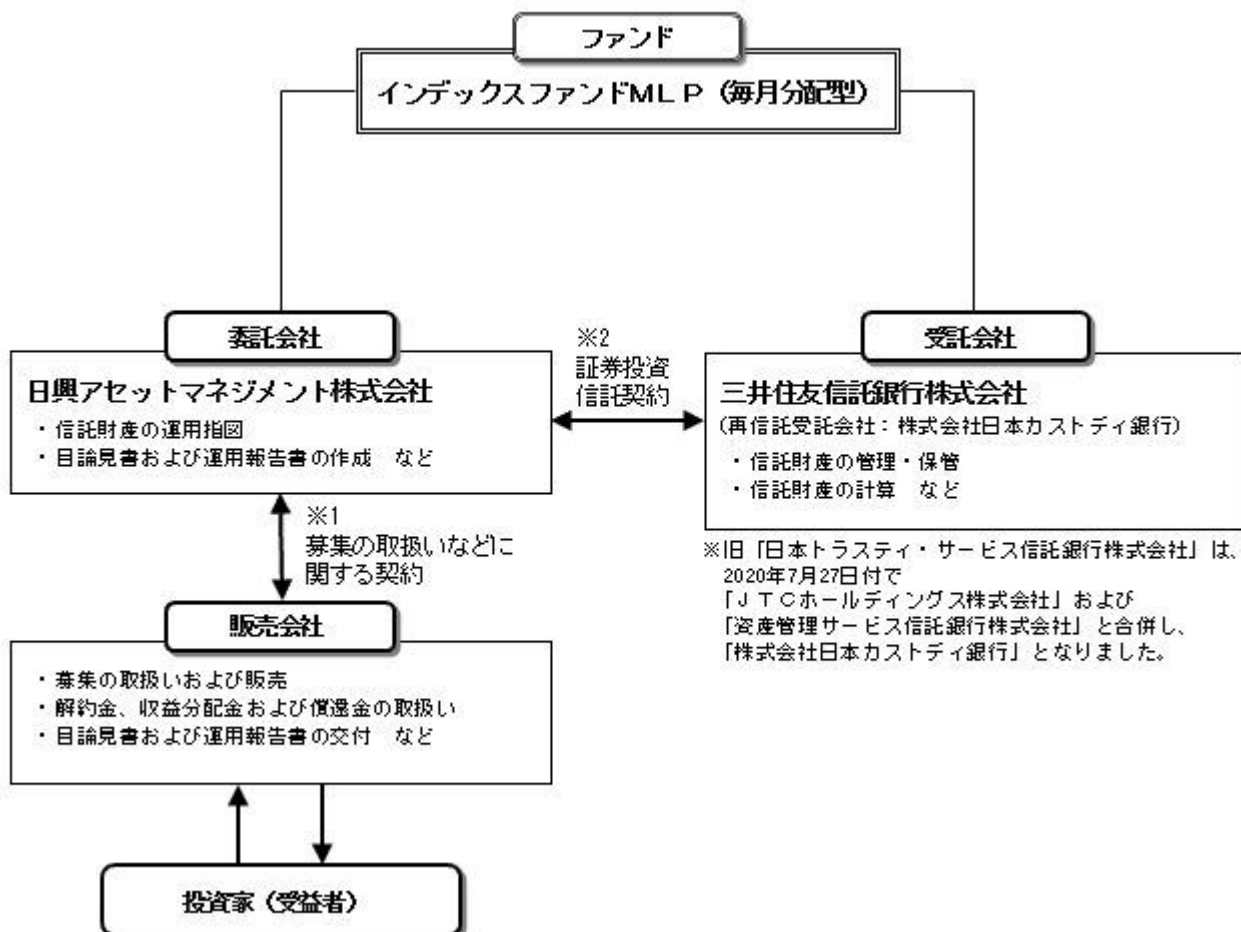 ファンド
インデックスファンドMLP（毎月分配型）
委託会社
日興アセットマネジメント株式会社
・信託財産の運用指図
・目論見書および運用報告書の作成　など
※2
証券投資
信託契約
受託会社
三井住友信託銀行株式会社
（再信託受託会社：株式会社日本カストディ銀行）
・信託財産の管理・保管
・信託財産の計算　など
※1
募集の取扱いなどに
関する契約
※旧「日本トラスティ・サービス信託銀行株式会社」は、
2020年7月27日付で
「ＪＴＣホールディングス株式会社」および
「資産管理サービス信託銀行株式会社」と合併し、
「株式会社日本カストディ銀行」となりました。
販売会社
・募集の取扱いおよび販売
・解約金、収益分配金および償還金の取扱い
・目論見書および運用報告書の交付　など
投資家（受益者）